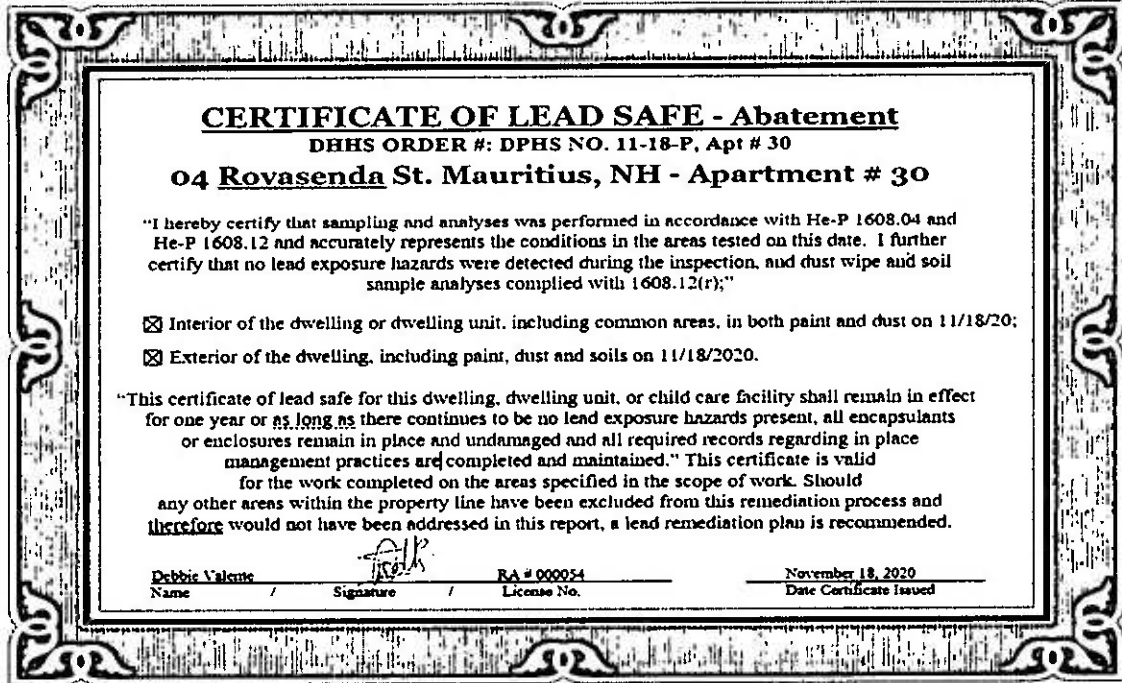 CERTIFICATE OF LEAD SAFE - Abatement
DHHS ORDER #: DPHS NO. 11-18-P, Apt # 30
04 Rovasenda St. Mauritius, NH - Apartment # 30
"I hereby certify that sampling and analyses was performed in accordance with He-P 1608.04 and
He-P 1608.12 and accurately represents the conditions in the areas tested on this date. I further
certify that no lead exposure hazards were detected during the inspection, and dust wipe and soil
sample analyses complied with 1608.12(r);"
☒ Interior of the dwelling or dwelling unit, including common areas, in both paint and dust on 11/18/20;
☒ Exterior of the dwelling, including paint, dust and soils on 11/18/2020.
"This certificate of lead safe for this dwelling, dwelling unit, or child care facility shall remain in effect
for one year or as long as there continues to be no lead exposure hazards present, all encapsulants
or enclosures remain in place and undamaged and all required records regarding in place
management practices are completed and maintained." This certificate is valid
for the work completed on the areas specified in the scope of work. Should
any other areas within the property line have been excluded from this remediation process and
therefore would not have been addressed in this report, a lead remediation plan is recommended.
Debbie Valente RA # 000054 November 18, 2020
Name / Signature / License No. Date Certificate Issued